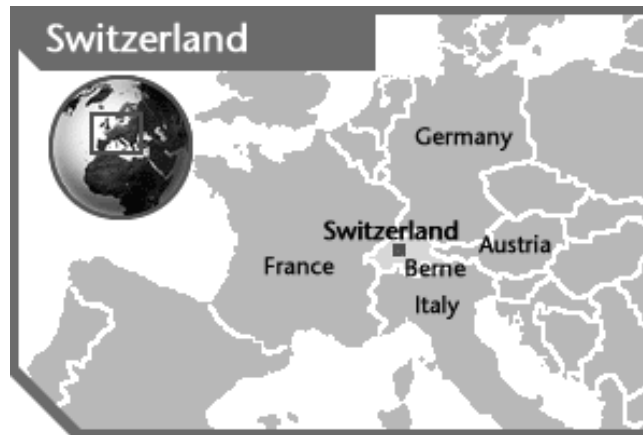 Switzerland
Germany
Switzerland
Austria
France
Berne
Italy